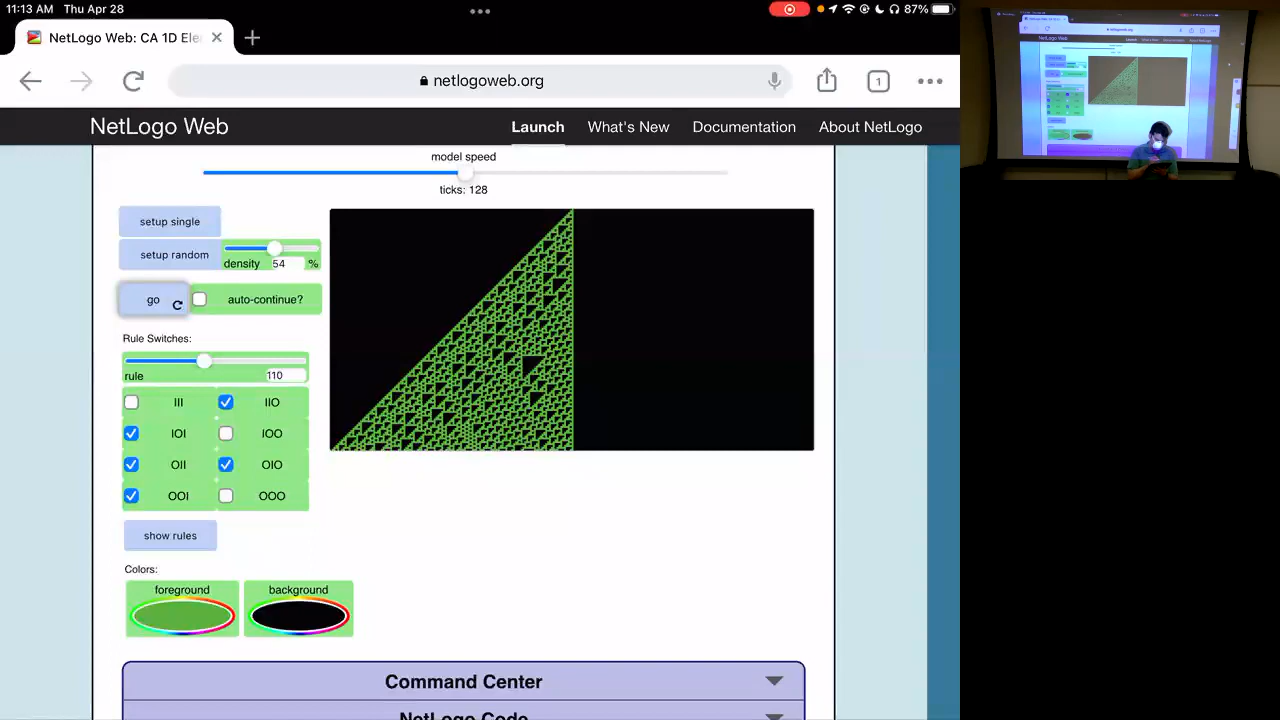 11:13 AM Thu Apr 28
87%
NetLogo Web: CA 1D Ele
netlogoweb.org
1
NetLogo Web
Launch What's New Documentation About NetLogo
model speed
ticks: 128
setup single
setup random
density 54 %
go
auto-continue?
Rule Switches:
rule 110
III IIO
IOI IOO
OII OIO
OOI OOO
show rules
Colors:
foreground background
Command Center
NetLogo Code